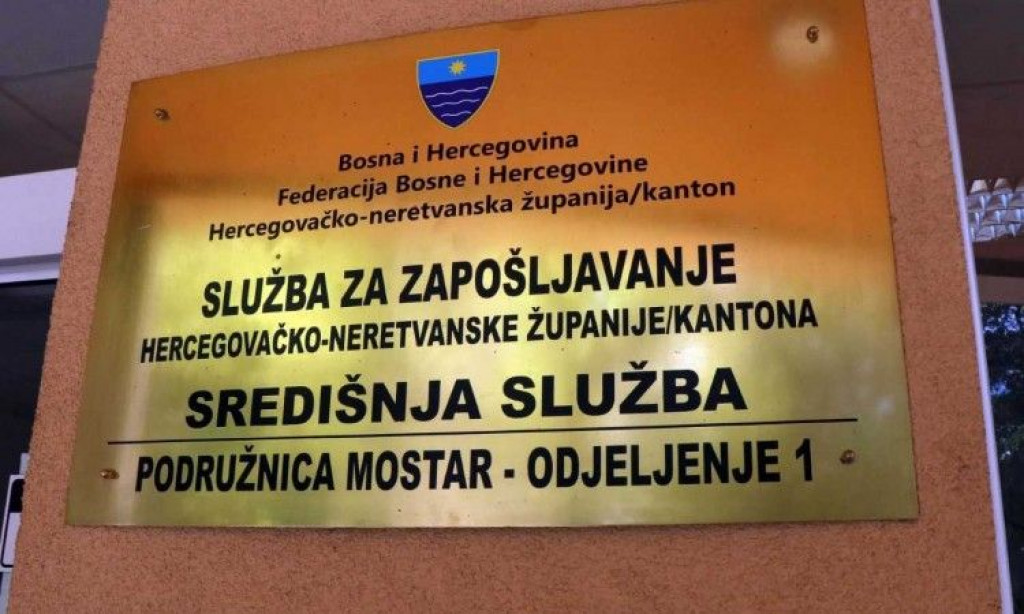 Bosna i Hercegovina
Federacija Bosne i Hercegovine
Hercegovačko-neretvanska županija/kanton
SLUŽBA ZA ZAPOŠLJAVANJE
HERCEGOVAČKO-NERETVANSKE ŽUPANIJE/KANTONA
SREDIŠNJA SLUŽBA
PODRUŽNICA MOSTAR - ODJELJENJE 1